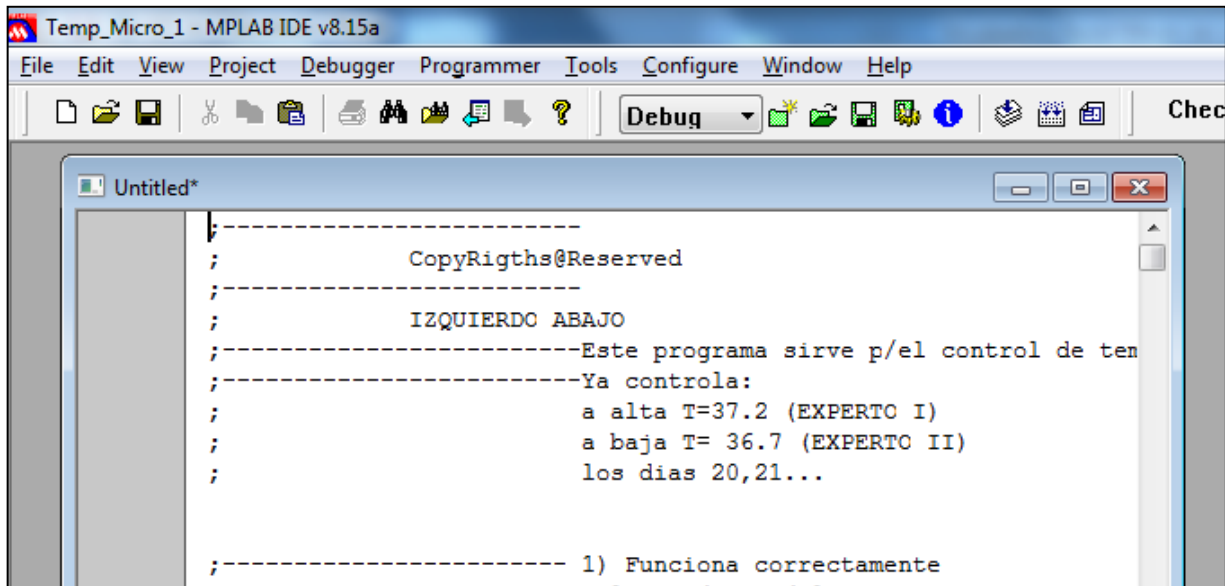 Temp_Micro_1 - MPLAB IDE v8.15a
File Edit View Project Debugger Programmer Tools Configure Window Help
Debug Chec
Untitled*
;-------------------------
; CopyRigths@Reserved
;-------------------------
; IZQUIERDO ABAJO
;-------------------------Este programa sirve p/el control de tem
;-------------------------Ya controla:
; a alta T=37.2 (EXPERTO I)
; a baja T= 36.7 (EXPERTO II)
; los dias 20,21...
;------------------------ 1) Funciona correctamente